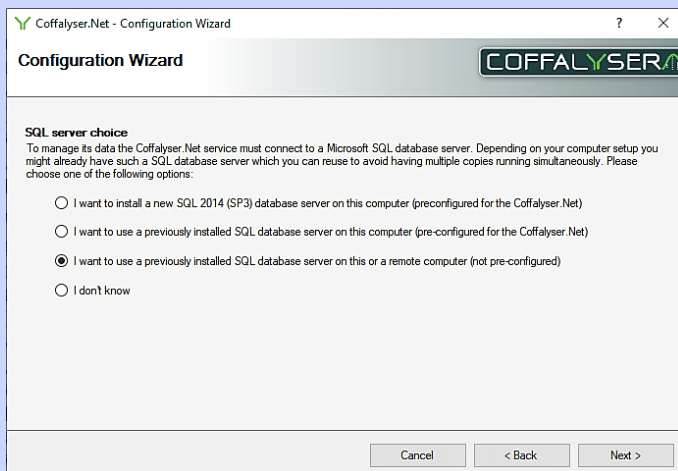 Coffalyser.Net - Configuration Wizard
?
Configuration Wizard
COFFALYSER
SQL server choice
To manage its data the Coffalyser.Net service must connect to a Microsoft SQL database server. Depending on your computer setup you
might already have such a SQL database server which you can reuse to avoid having multiple copies running simultaneously. Please
choose one of the following options:
I want to install a new SQL 2014 (SP3) database server on this computer (preconfigured for the Coffalyser.Net)
I want to use a previously installed SQL database server on this computer (pre-configured for the Coffalyser.Net)
I want to use a previously installed SQL database server on this or a remote computer (not pre-configured)
I don't know
Cancel
< Back
Next >